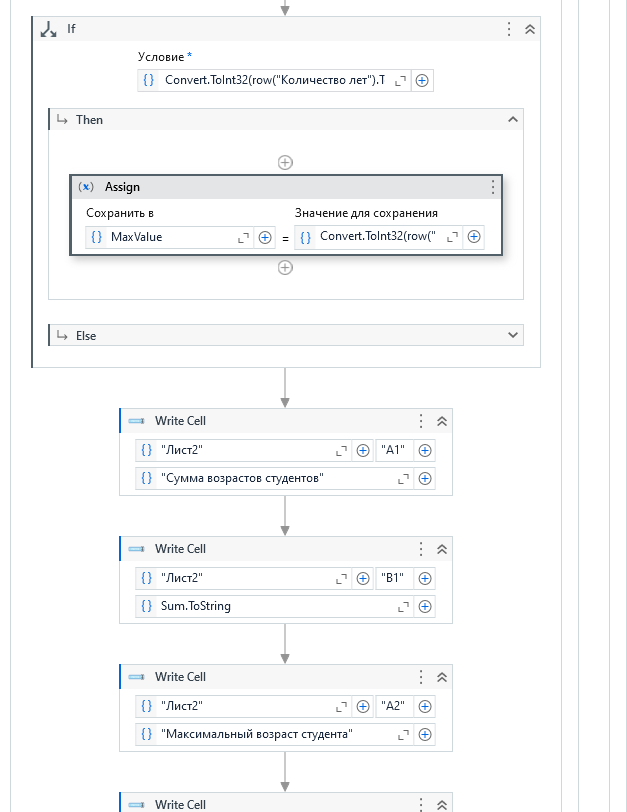 If
Условие *
Convert.ToInt32(row("Количество лет").T
Then
Assign
Сохранить в
Значение для сохранения
MaxValue
=
Convert.ToInt32(row("
Else
Write Cell
"Лист2"
"A1"
"Сумма возрастов студентов"
Write Cell
"Лист2"
"B1"
Sum.ToString
Write Cell
"Лист2"
"A2"
"Максимальный возраст студента"
Write Cell